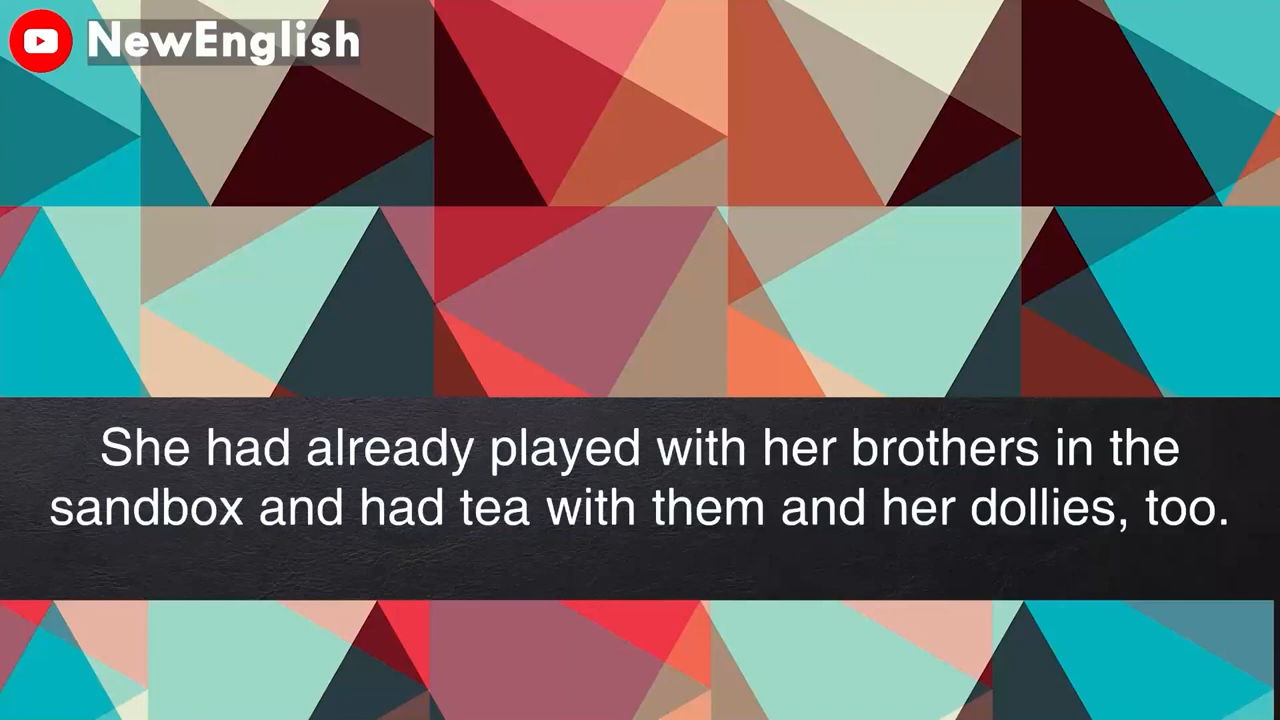 NewEnglish
She had already played with her brothers in the
sandbox and had tea with them and her dollies, too.